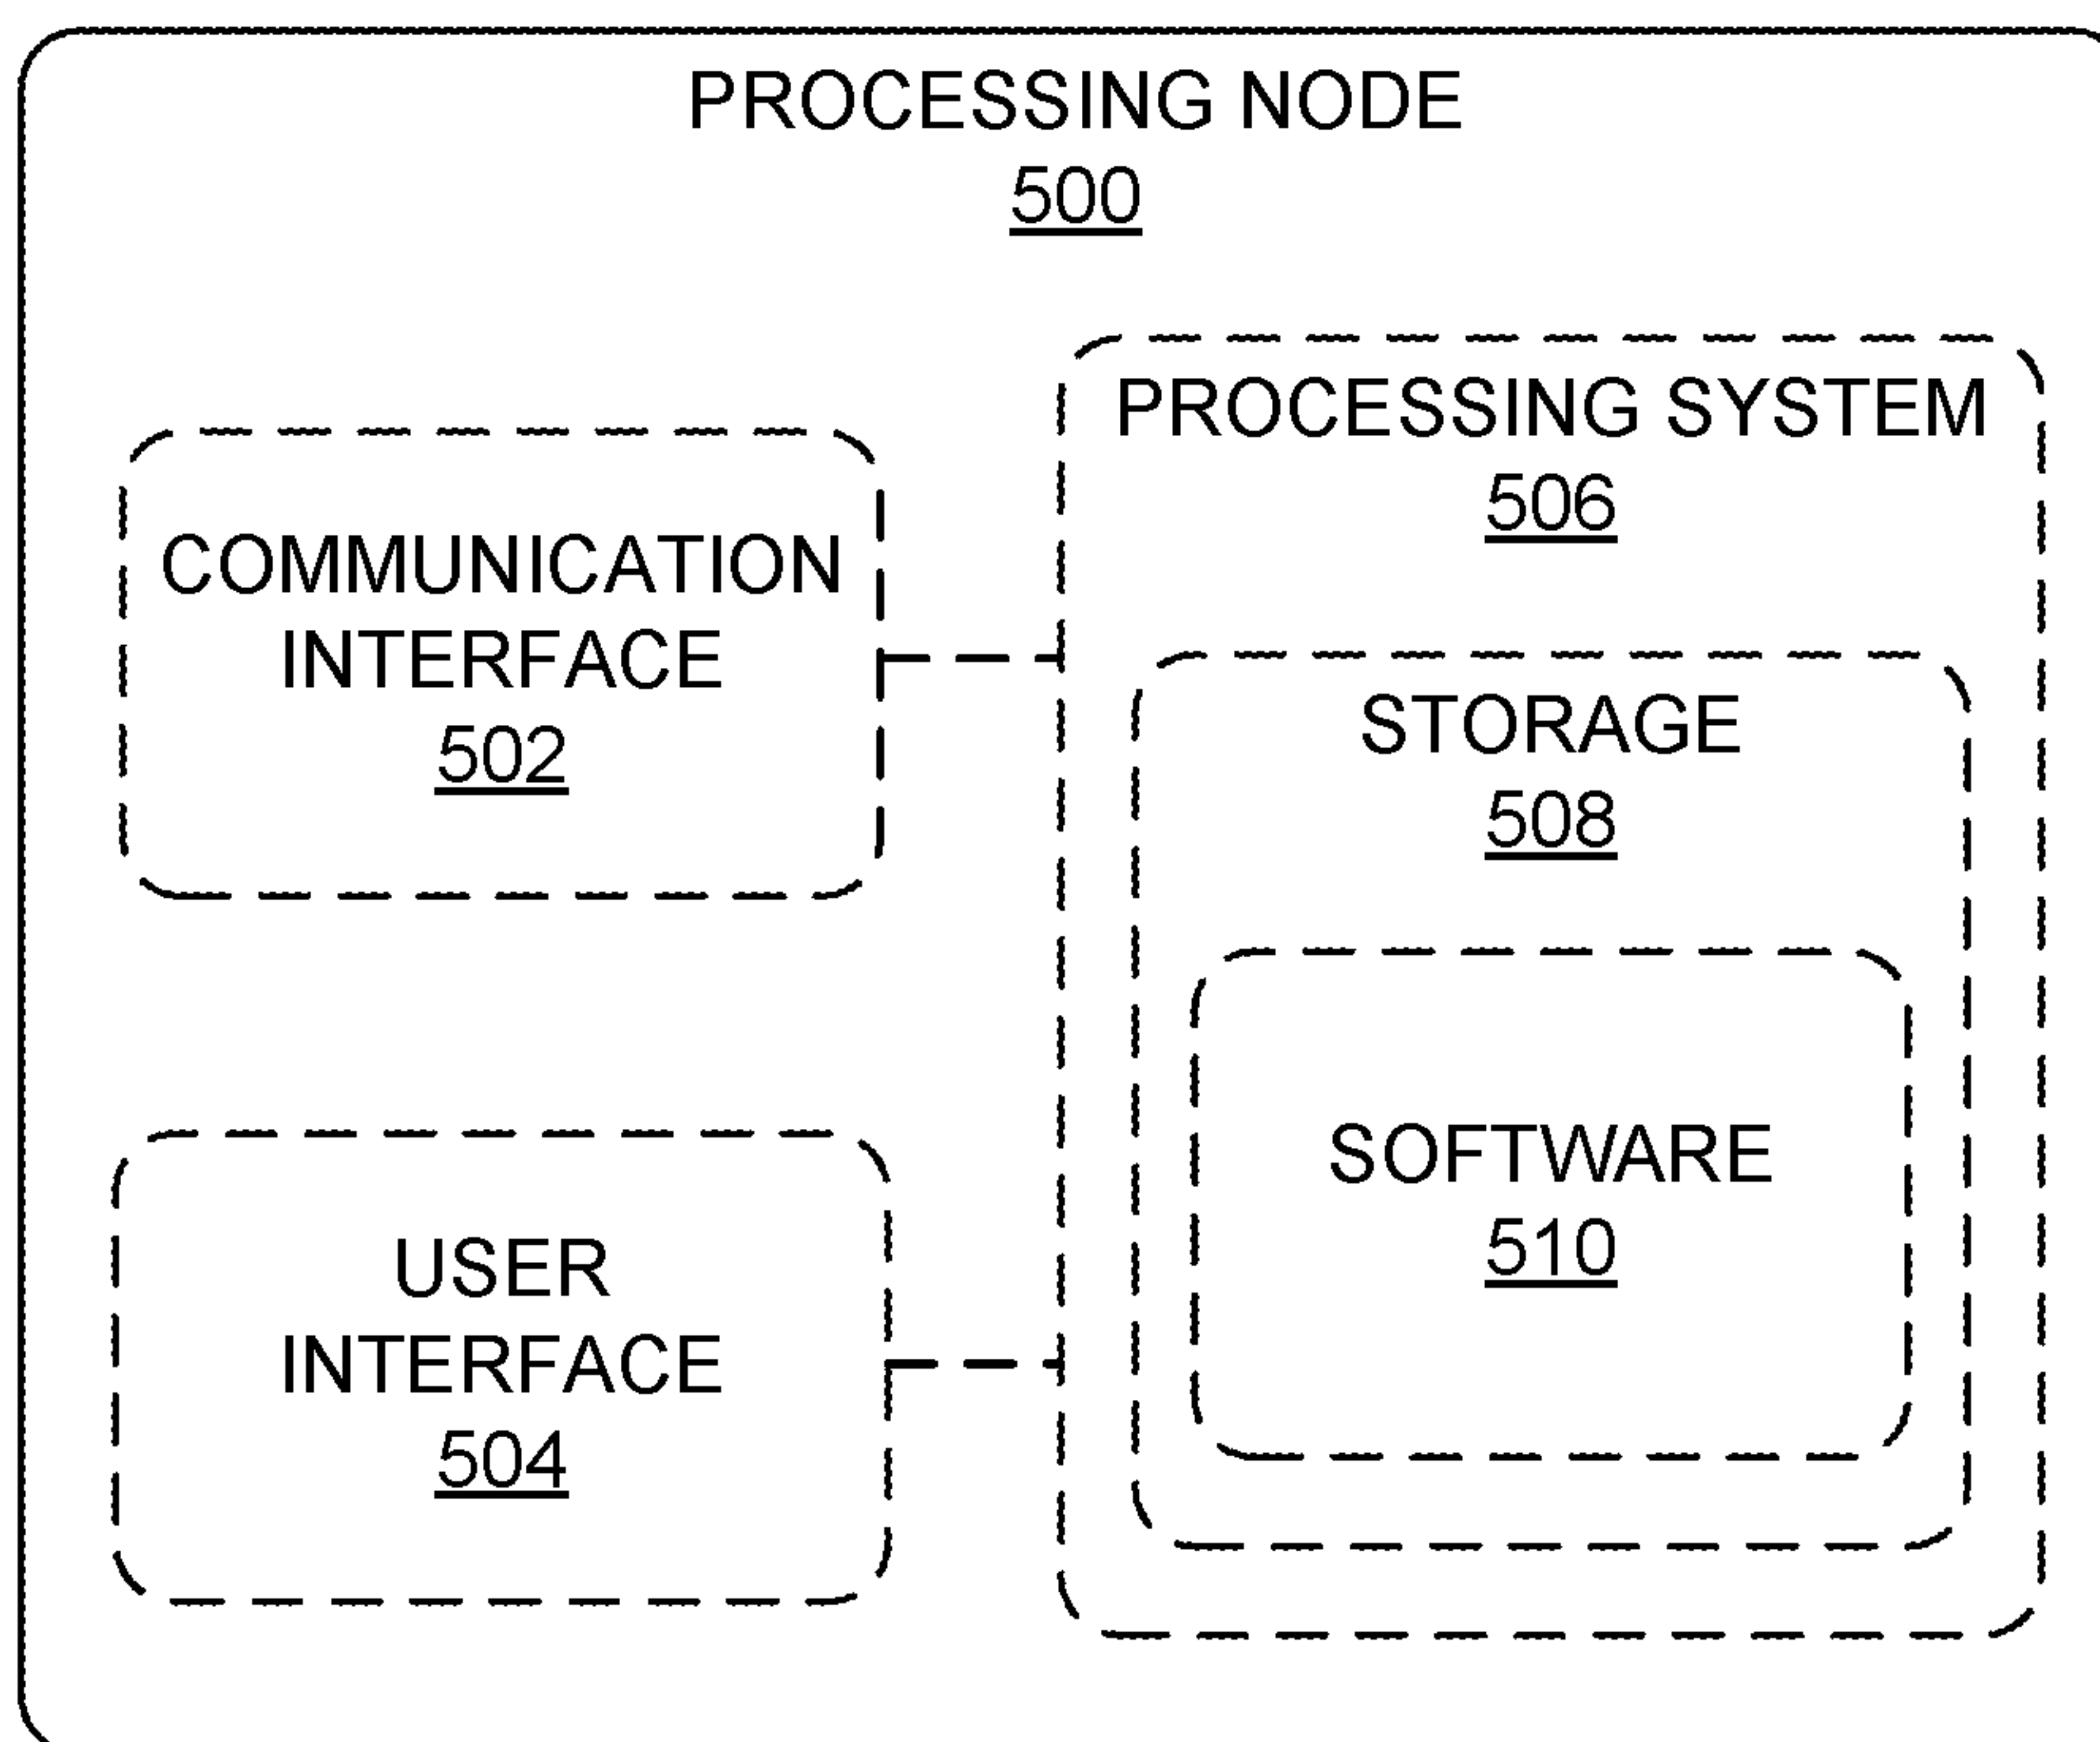 PROCESSING NODE
500
COMMUNICATION
INTERFACE
502
USER
INTERFACE
504
PROCESSING SYSTEM
506
STORAGE
508
SOFTWARE
510